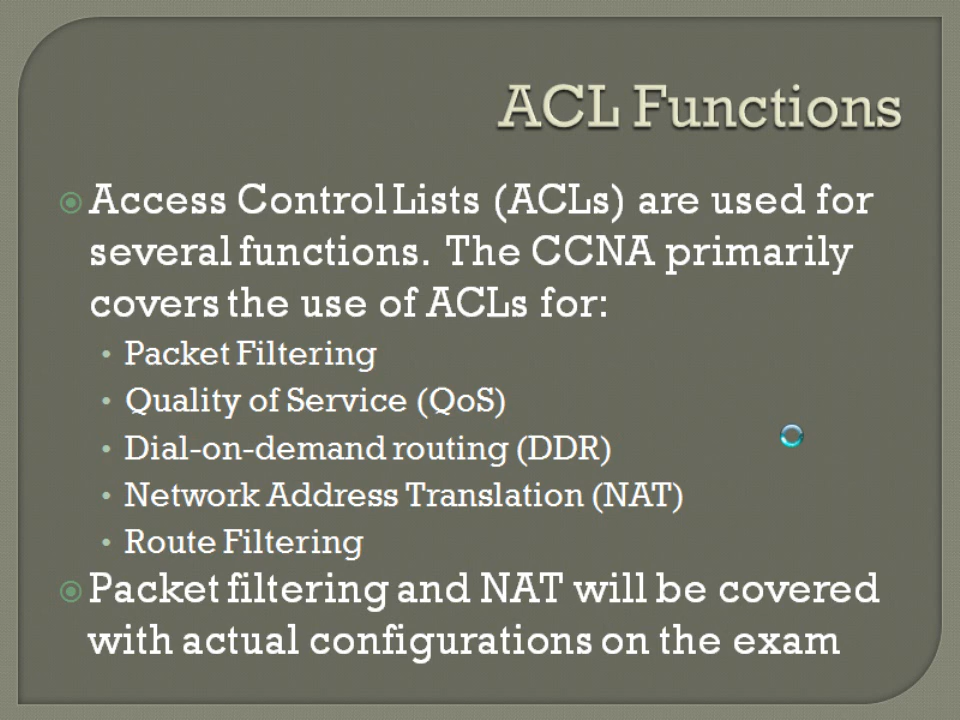 ACL Functions
Access Control Lists (ACLs) are used for
several functions. The CCNA primarily
covers the use of ACLs for:
Packet Filtering
Quality of Service (QoS)
Dial-on-demand routing (DDR)
Network Address Translation (NAT)
Route Filtering
Packet filtering and NAT will be covered
with actual configurations on the exam